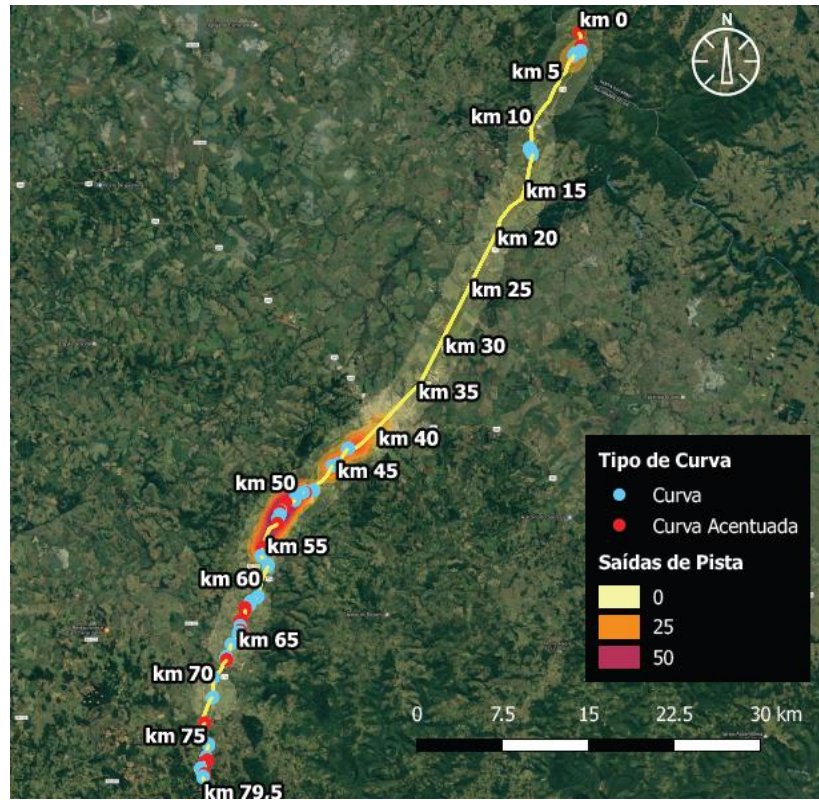 km 0
N
km 5
km 10
km 15
km 20
km 25
km 30
km 35
km 40
km 45
km 50
km 55
km 60
km 65
km 70
km 75
km 79,5
Tipo de Curva
Curva
Curva Acentuada
Saídas de Pista
0
25
50
0 7.5 15 22.5 30 km